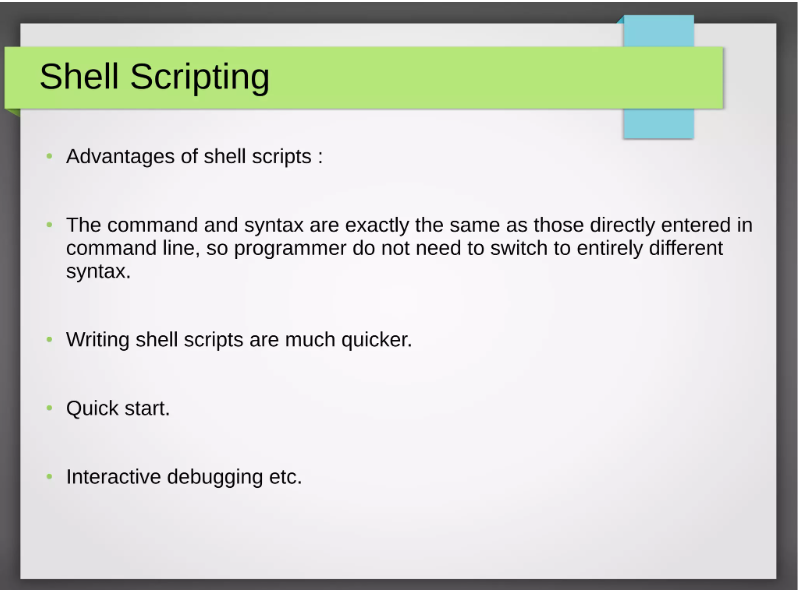 Shell Scripting
• Advantages of shell scripts :
• The command and syntax are exactly the same as those directly entered in
command line, so programmer do not need to switch to entirely different
syntax.
• Writing shell scripts are much quicker.
• Quick start.
• Interactive debugging etc.